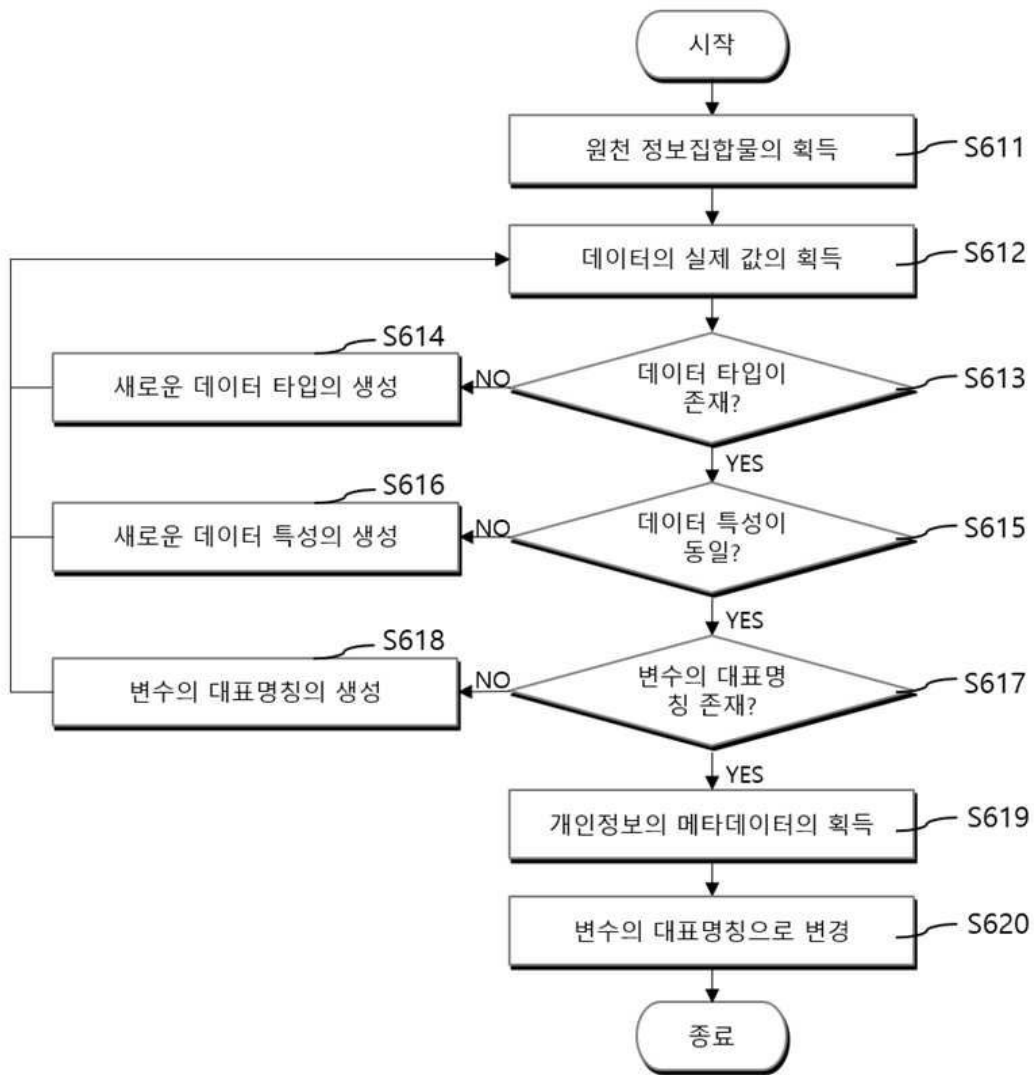 시작
원천 정보집합물의 획득
S611
데이터의 실제 값의 획득
S612
S614
새로운 데이터 타입의 생성
NO
데이터 타입이
존재?
S613
YES
S616
새로운 데이터 특성의 생성
NO
데이터 특성이
동일?
S615
YES
S618
변수의 대표명칭의 생성
NO
변수의 대표명
칭 존재?
S617
YES
개인정보의 메타데이터의 획득
S619
변수의 대표명칭으로 변경
S620
종료